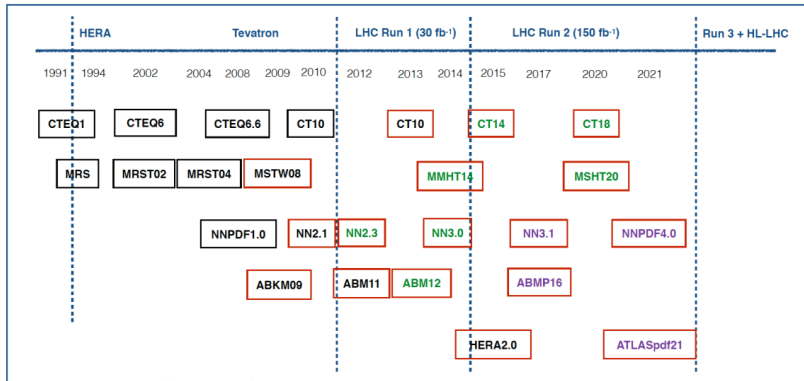 HERA Tevatron LHC Run 1 (30 fb⁻¹) LHC Run 2 (150 fb⁻¹) Run 3 + HL-LHC
1991 1994 2002 2004 2008 2009 2010 2012 2013 2014 2015 2017 2020 2021
CTEQ1 CTEQ6 CTEQ6.6 CT10 CT10 CT14 CT18
MRS MRST02 MRST04 MSTW08 MMHT14 MSHT20
NNPDF1.0 NN2.1 NN2.3 NN3.0 NN3.1 NNPDF4.0
ABKM09 ABM11 ABM12 ABMP16
HERA2.0 ATLASpdf21